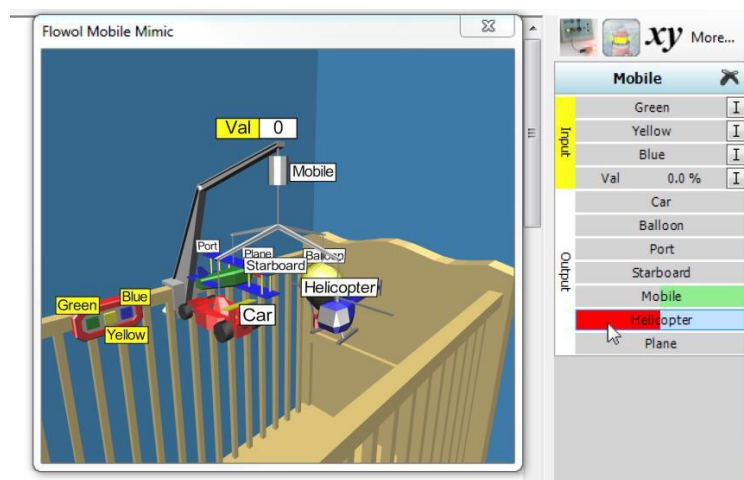 Flowol Mobile Mimic
Val 0
Mobile
Port
Plane
Balloon
Starboard
Helicopter
Green
Blue
Car
Yellow
xy More...
Mobile
Input
Green I
Yellow I
Blue I
Val 0.0 % I
Output
Car
Balloon
Port
Starboard
Mobile
Helicopter
Plane